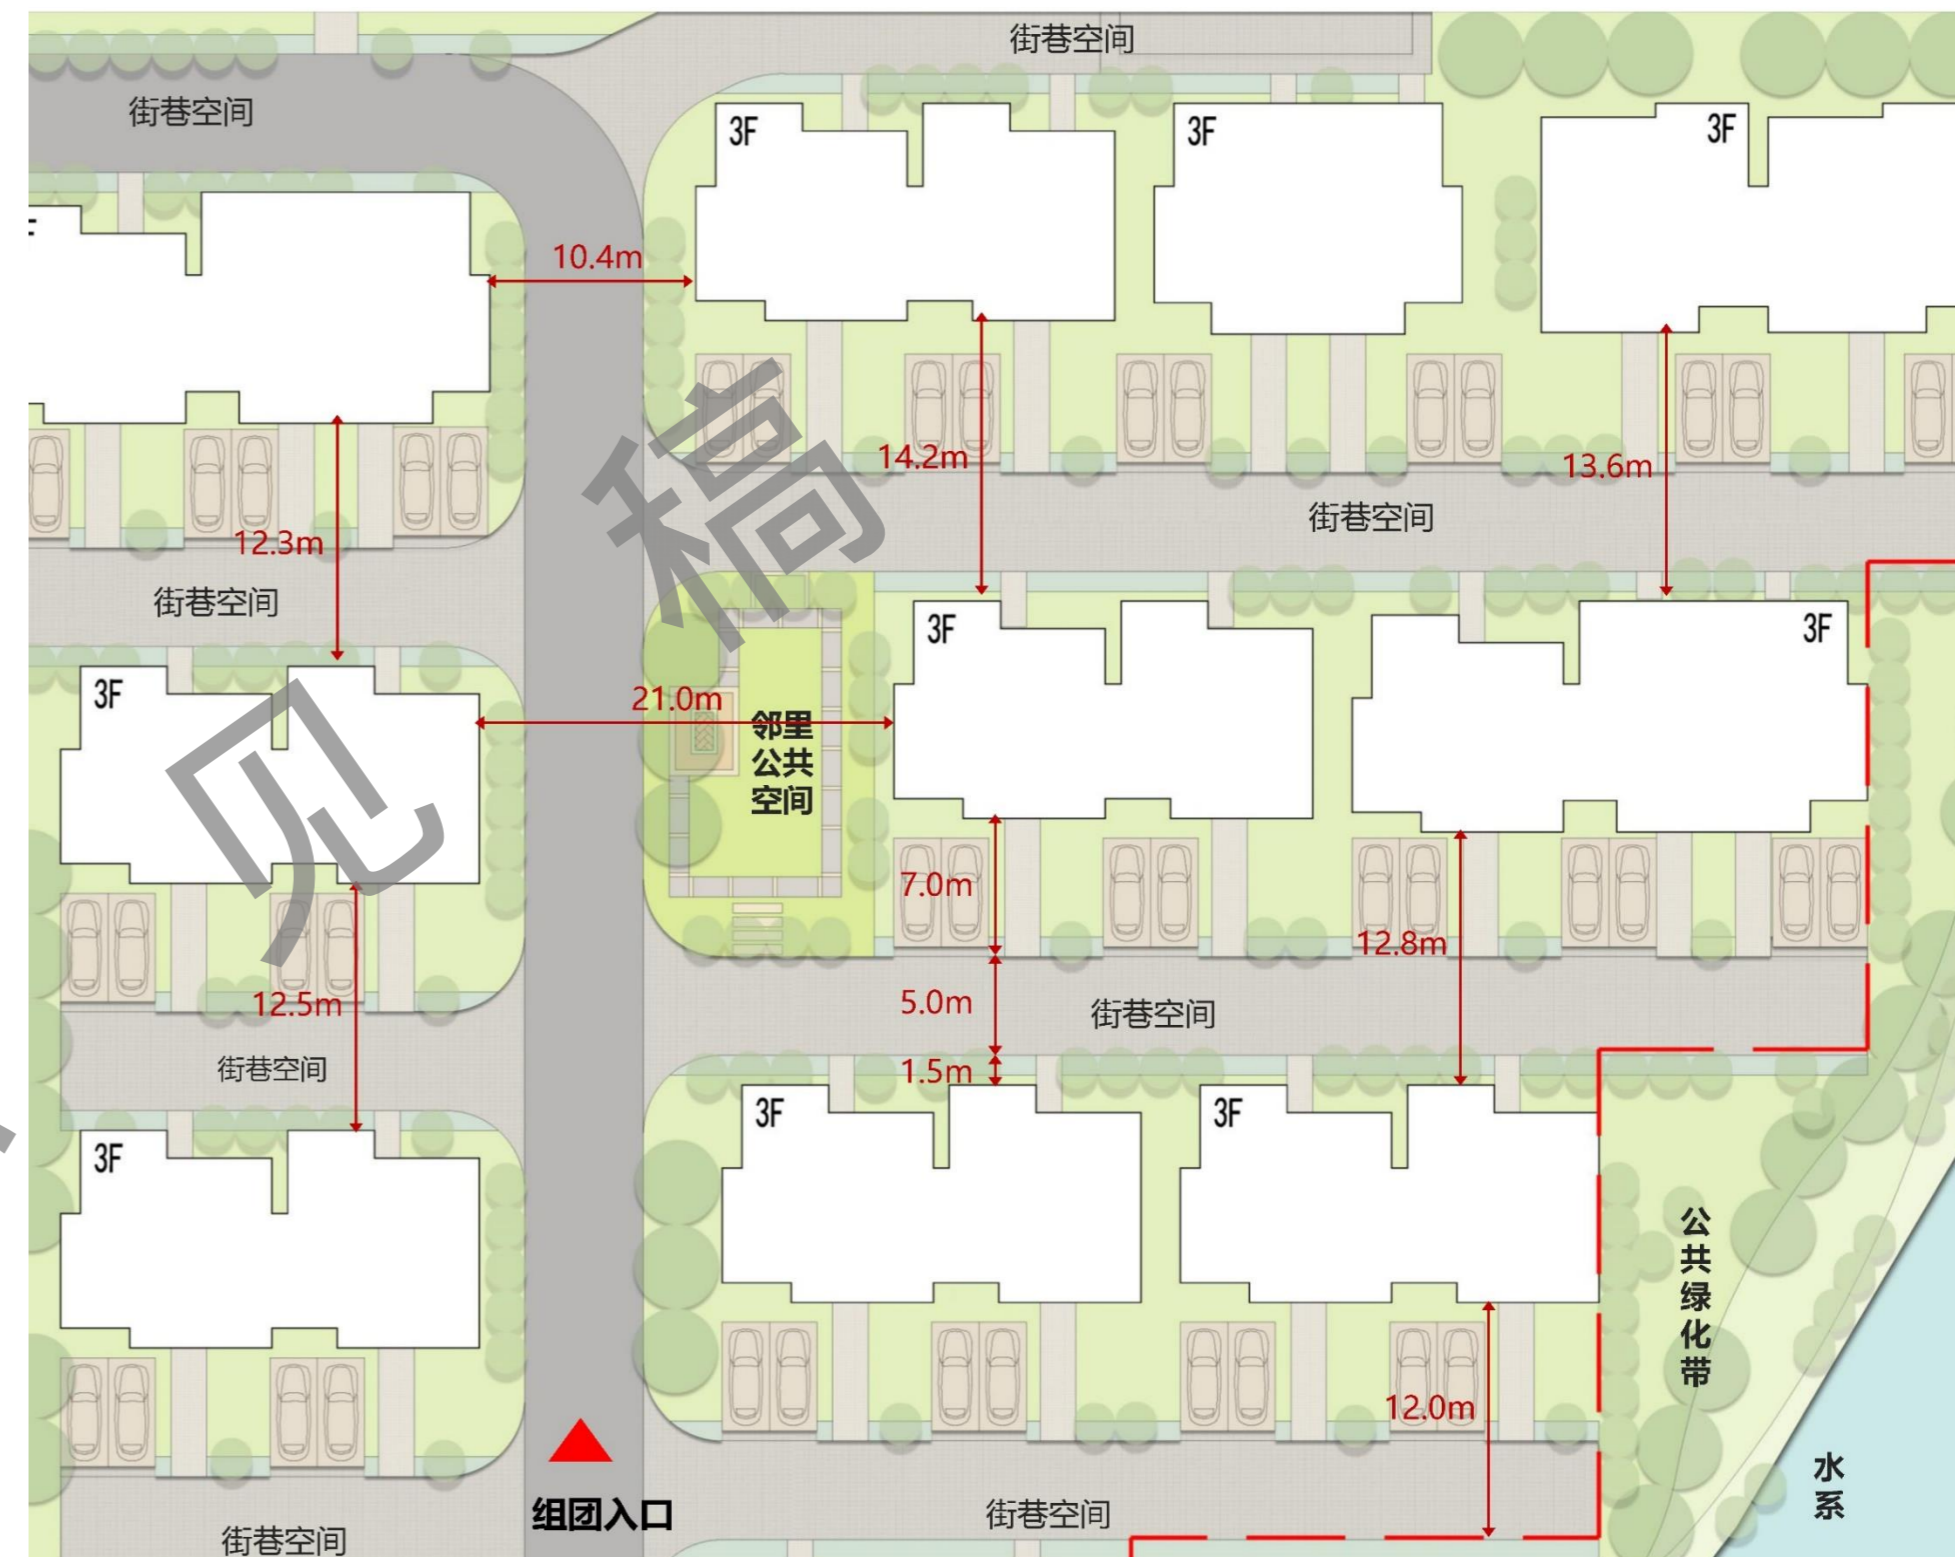 街巷空间
街巷空间
3F
3F
3F
10.4m
稿
14.2m
13.6m
街巷空间
12.3m
街巷空间
3F
3F
3F
21.0m
邻里
公共
空间
见
7.0m
12.8m
12.5m
5.0m
街巷空间
街巷空间
1.5m
3F
3F
3F
公
共
绿
化
带
12.0m
水
系
组团入口
街巷空间
街巷空间